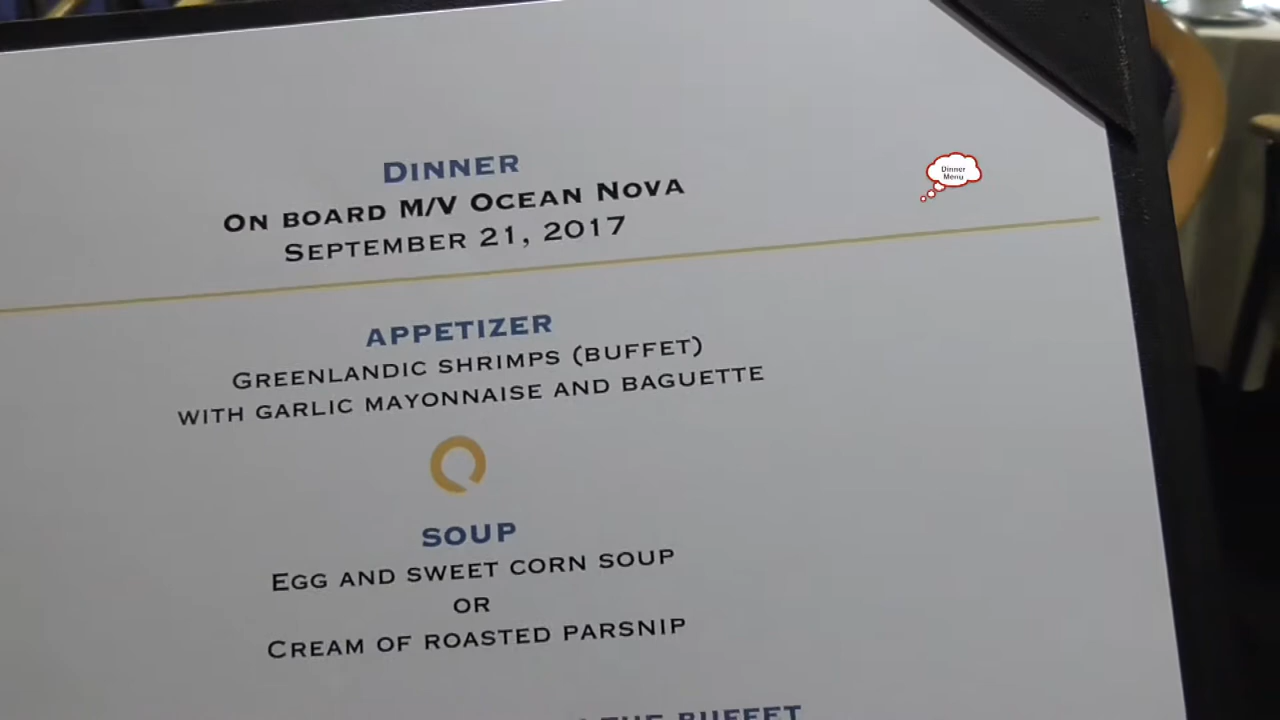 Dinner
On board M/V Ocean Nova
September 21, 2017
Dinner
Menu
APPETIZER
Greenlandic shrimps (buffet)
with garlic mayonnaise and baguette
SOUP
Egg and sweet corn soup
or
Cream of roasted parsnip
THE BUFFET